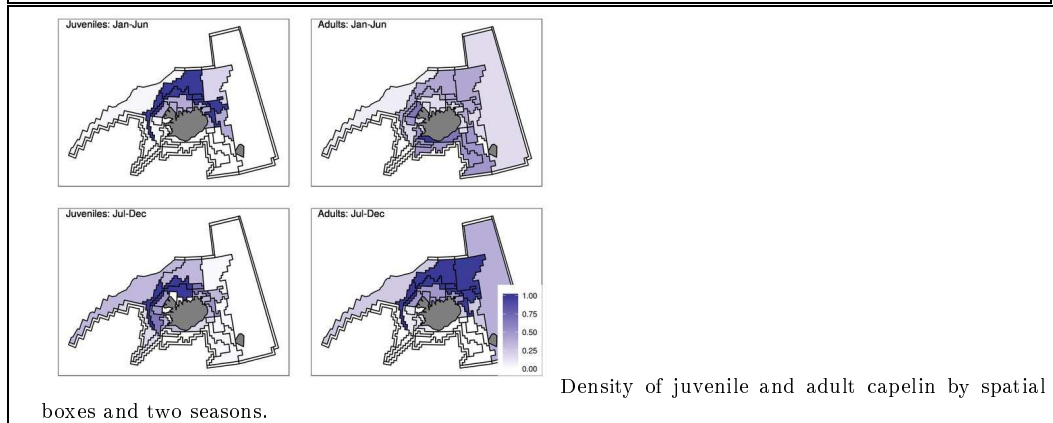 Juveniles: Jan-Jun
Adults: Jan-Jun
Juveniles: Jul-Dec
Adults: Jul-Dec
1.00
0.75
0.50
0.25
0.00
Density of juvenile and adult capelin by spatial
boxes and two seasons.